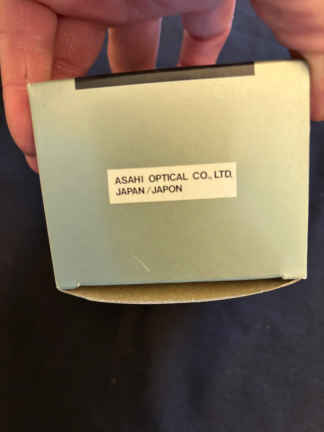 ASAHI OPTICAL CO., LTD.
JAPAN/JAPON